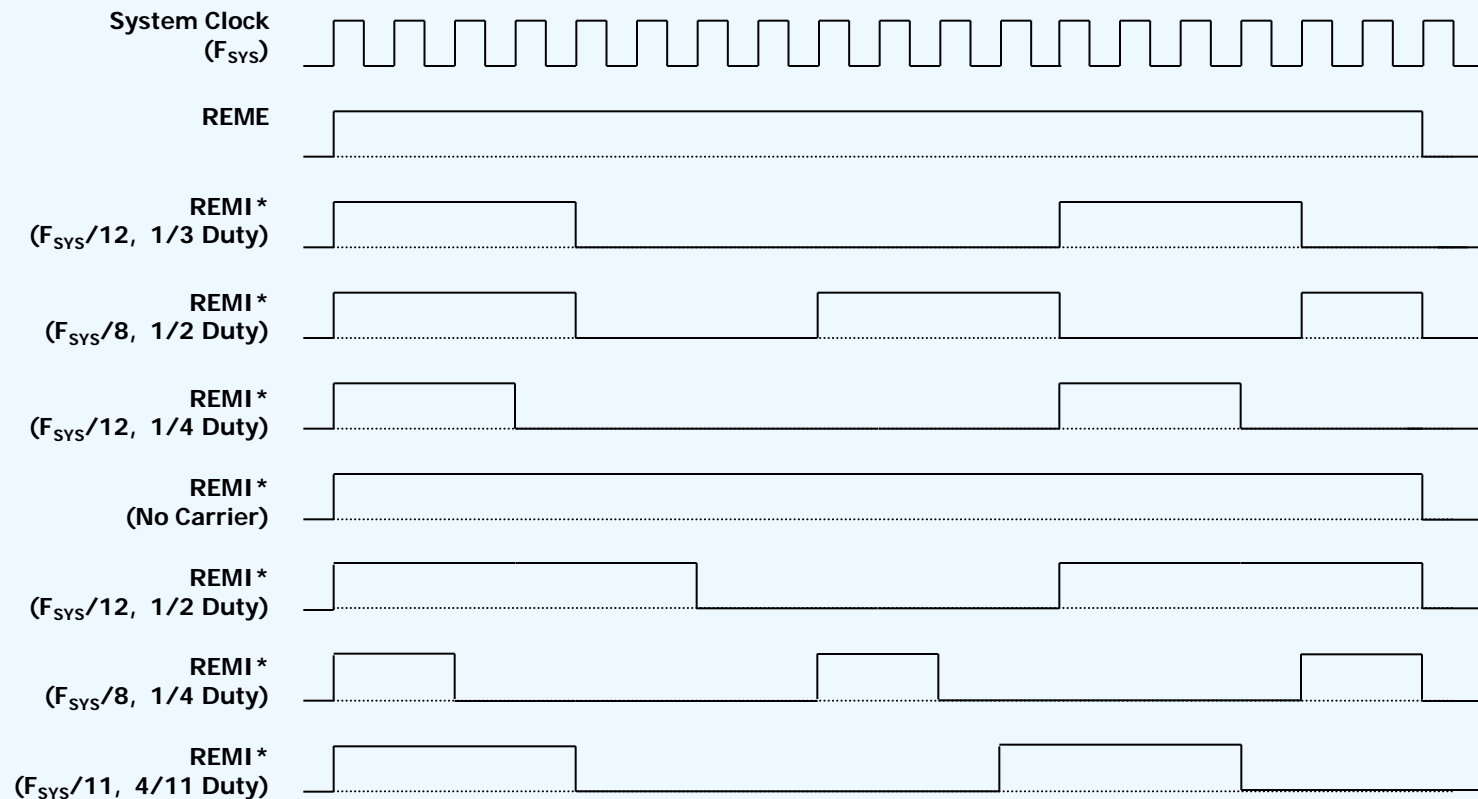 System Clock
(FSYS)
REME
REMI*
(FSYS/12, 1/3 Duty)
REMI*
(FSYS/8, 1/2 Duty)
REMI*
(FSYS/12, 1/4 Duty)
REMI*
(No Carrier)
REMI*
(FSYS/12, 1/2 Duty)
REMI*
(FSYS/8, 1/4 Duty)
REMI*
(FSYS/11, 4/11 Duty)